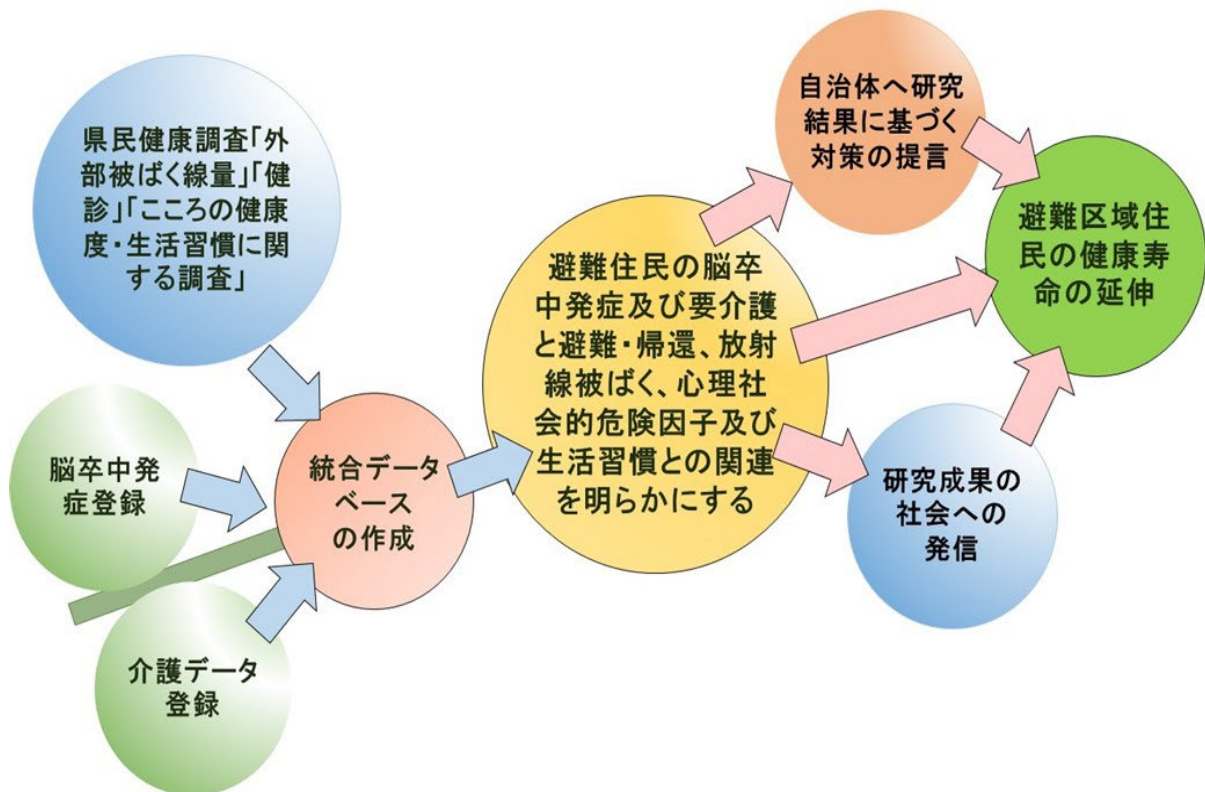 県民健康調査「外
部被ばく線量」「健
診」「こころの健康
度・生活習慣に関
する調査」
脳卒中発
症登録
介護データ
登録
統合データ
ベース
の作成
避難住民の脳卒
中発症及び要介護
と避難・帰還、放射
線被ばく、心理社
会的危険因子及び
生活習慣との関連
を明らかにする
自治体へ研究
結果に基づく
対策の提言
研究成果の
社会への
発信
避難区域住
民の健康寿
命の延伸